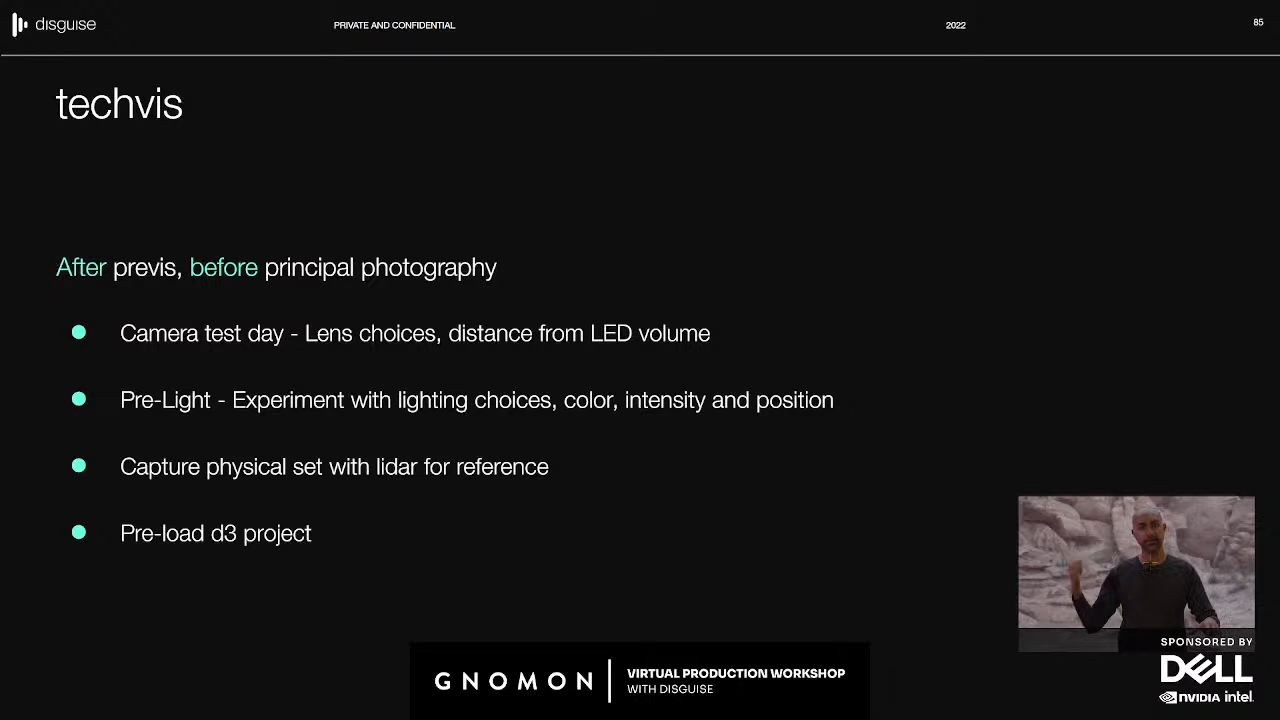 disguise
PRIVATE AND CONFIDENTIAL
2022
85
techvis
After previs, before principal photography
Camera test day - Lens choices, distance from LED volume
Pre-Light - Experiment with lighting choices, color, intensity and position
Capture physical set with lidar for reference
Pre-load d3 project
SPONSORED BY
DELL
NVIDIA intel
GNOMON
VIRTUAL PRODUCTION WORKSHOP
WITH DISGUISE